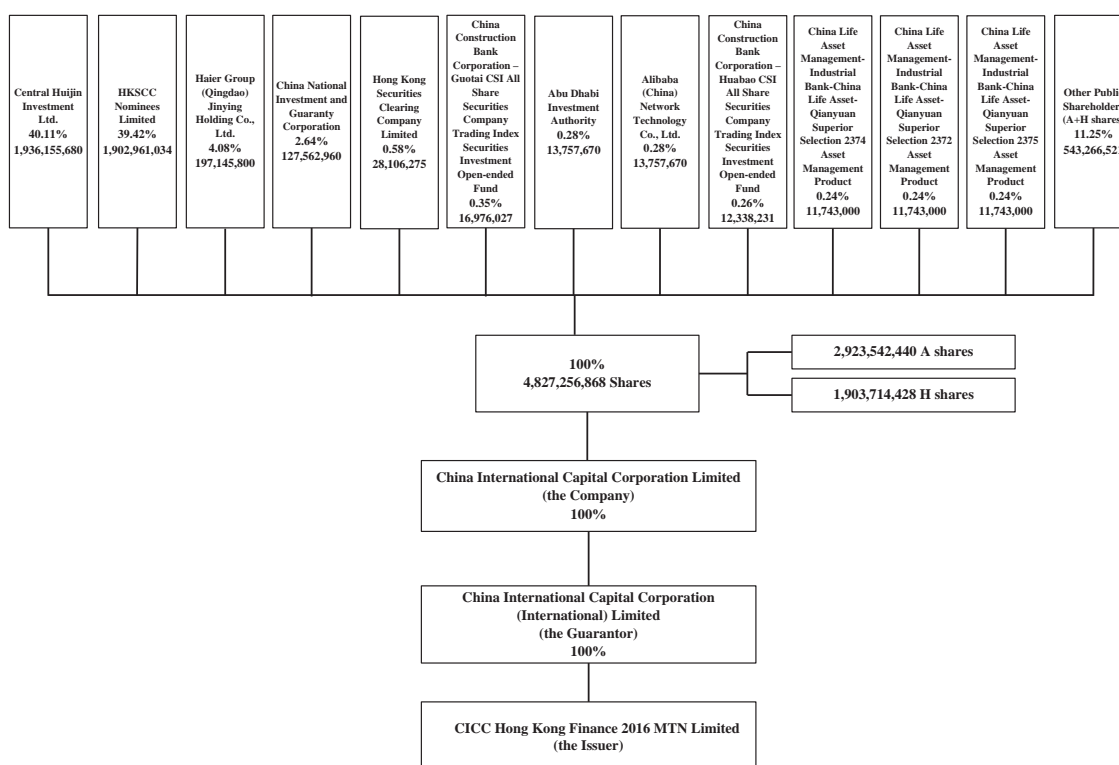 Central Huijin
Investment
Ltd.
40.11%
1,936,155,680
HKSCC
Nominees
Limited
39.42%
1,902,961,034
Haier Group
(Qingdao)
Jinying
Holding Co.,
Ltd.
4.08%
197,145,800
China National
Investment and
Guaranty
Corporation
2.64%
127,562,960
Hong Kong
Securities
Clearing
Company
Limited
0.58%
28,106,275
China
Construction
Bank
Corporation –
Guotai CSI All
Share
Securities
Company
Trading Index
Securities
Investment
Open-ended
Fund
0.35%
16,976,027
Abu Dhabi
Investment
Authority
0.28%
13,757,670
Alibaba
(China)
Network
Technology
Co., Ltd.
0.28%
13,757,670
China
Construction
Bank
Corporation –
Huabao CSI
All Share
Securities
Company
Trading Index
Securities
Investment
Open-ended
Fund
0.26%
12,338,231
China Life
Asset
Management-
Industrial
Bank-China
Life Asset-
Qianyuan
Superior
Selection 2374
Asset
Management
Product
0.24%
11,743,000
China Life
Asset
Management-
Industrial
Bank-China
Life Asset-
Qianyuan
Superior
Selection 2372
Asset
Management
Product
0.24%
11,743,000
China Life
Asset
Management-
Industrial
Bank-China
Life Asset-
Qianyuan
Superior
Selection 2375
Asset
Management
Product
0.24%
11,743,000
Other Public
Shareholder
(A+H shares
11.25%
543,266,52
100%
4,827,256,868 Shares
2,923,542,440 A shares
1,903,714,428 H shares
China International Capital Corporation Limited
(the Company)
100%
China International Capital Corporation
(International) Limited
(the Guarantor)
100%
CICC Hong Kong Finance 2016 MTN Limited
(the Issuer)